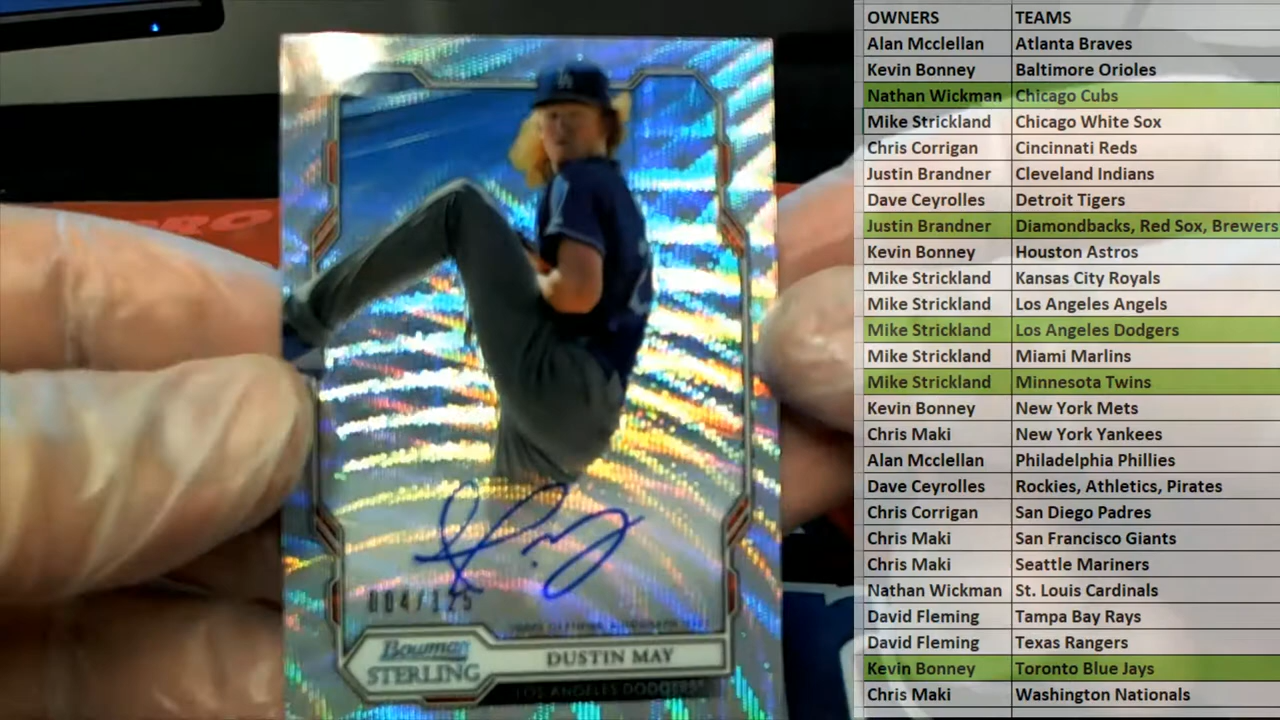 PRO
LA
004/125
TOPPS CERTIFIED AUTOGRAPH ISSUE
Bowman
STERLING
DUSTIN MAY
LOS ANGELES DODGERS
OWNERS TEAMS
Alan Mcclellan Atlanta Braves
Kevin Bonney Baltimore Orioles
Nathan Wickman Chicago Cubs
Mike Strickland Chicago White Sox
Chris Corrigan Cincinnati Reds
Justin Brandner Cleveland Indians
Dave Ceyrolles Detroit Tigers
Justin Brandner Diamondbacks, Red Sox, Brewers
Kevin Bonney Houston Astros
Mike Strickland Kansas City Royals
Mike Strickland Los Angeles Angels
Mike Strickland Los Angeles Dodgers
Mike Strickland Miami Marlins
Mike Strickland Minnesota Twins
Kevin Bonney New York Mets
Chris Maki New York Yankees
Alan Mcclellan Philadelphia Phillies
Dave Ceyrolles Rockies, Athletics, Pirates
Chris Corrigan San Diego Padres
Chris Maki San Francisco Giants
Chris Maki Seattle Mariners
Nathan Wickman St. Louis Cardinals
David Fleming Tampa Bay Rays
David Fleming Texas Rangers
Kevin Bonney Toronto Blue Jays
Chris Maki Washington Nationals